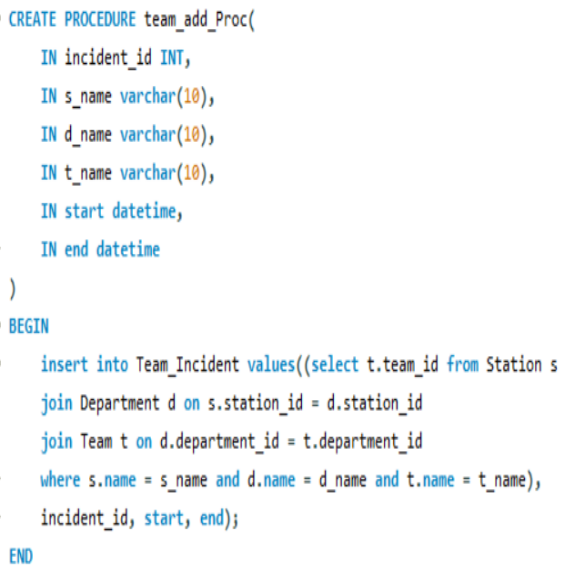 CREATE PROCEDURE team_add_Proc(
    IN incident_id INT,
    IN s_name varchar(10),
    IN d_name varchar(10),
    IN t_name varchar(10),
    IN start datetime,
    IN end datetime
)
BEGIN
    insert into Team_Incident values((select t.team_id from Station s
    join Department d on s.station_id = d.station_id
    join Team t on d.department_id = t.department_id
    where s.name = s_name and d.name = d_name and t.name = t_name),
    incident_id, start, end);
END